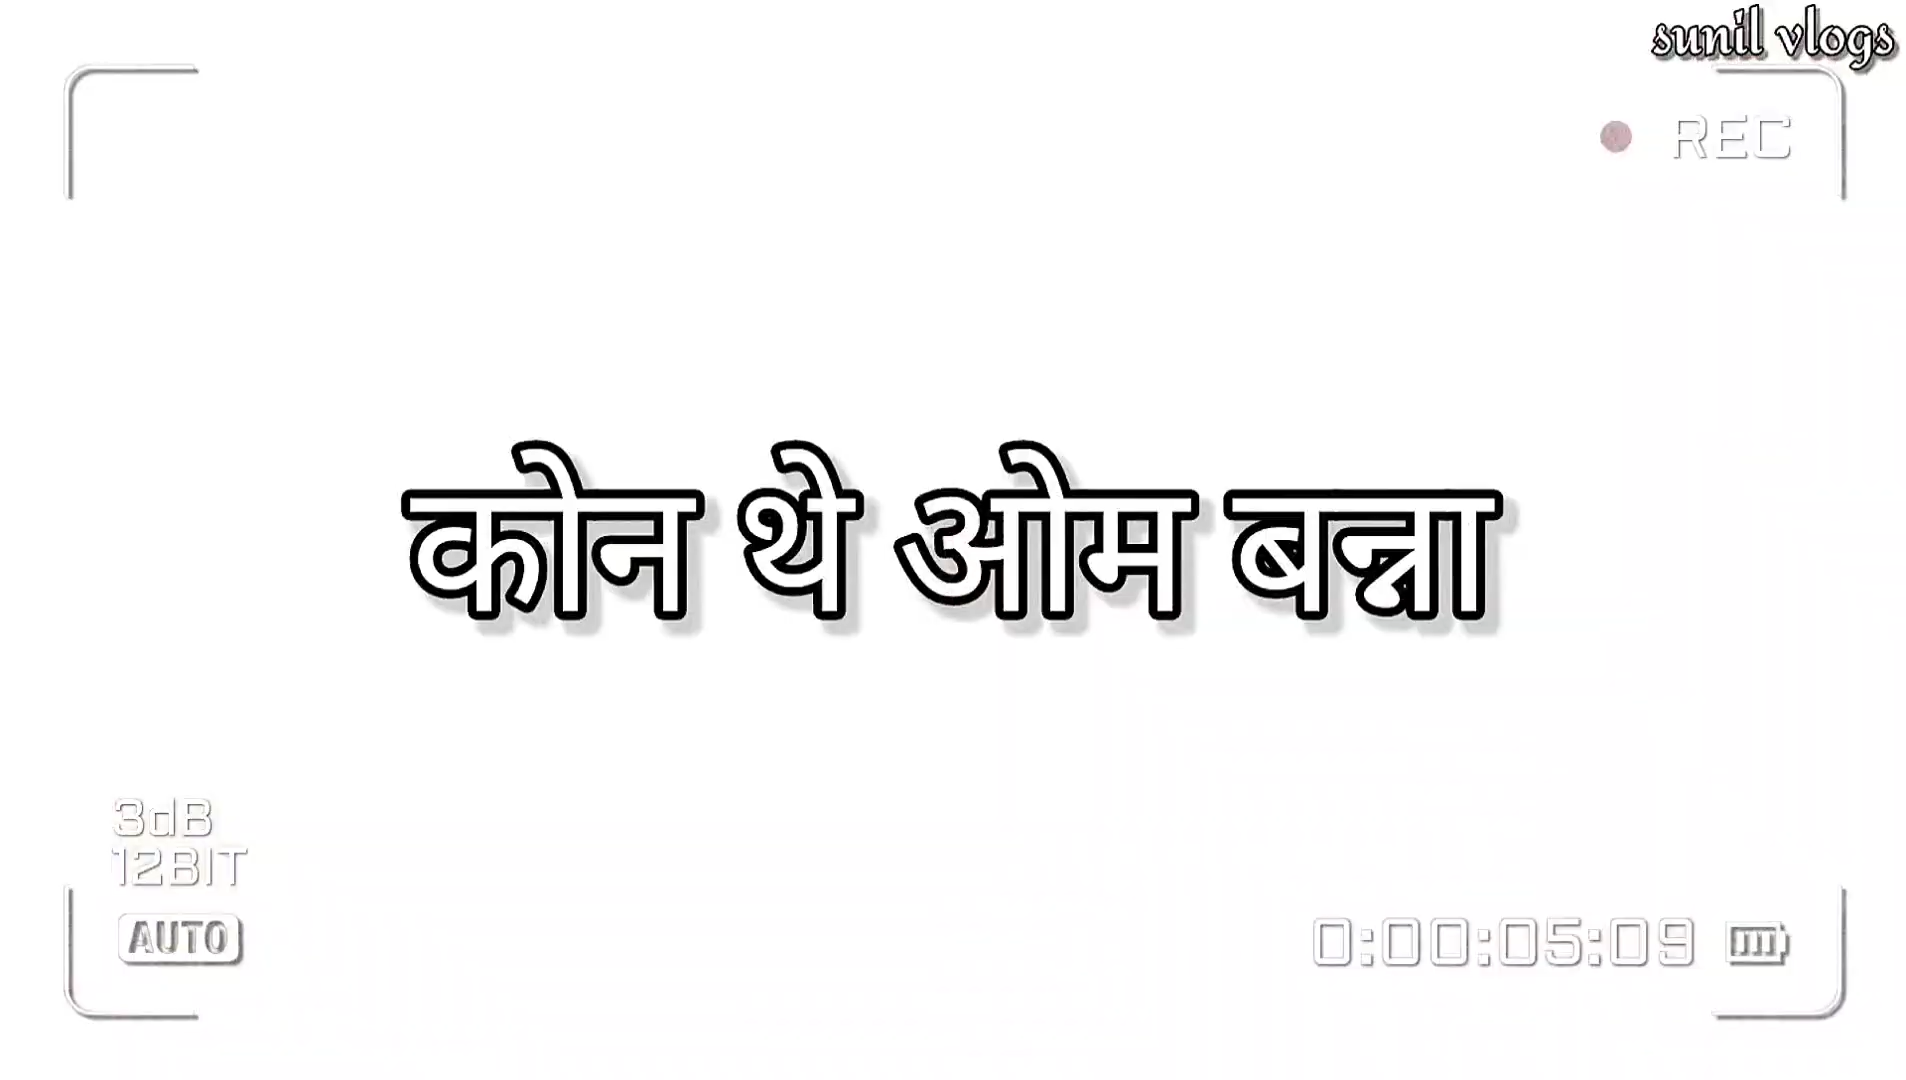 sunil vlogs
REC
कोन थे ओम बन्ना
3dB
12BIT
AUTO
0:00:05:09